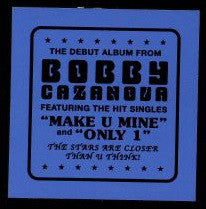 THE DEBUT ALBUM FROM
BOBBY
CAZANOVA
FEATURING THE HIT SINGLES
"MAKE U MINE"
and "ONLY 1"
THE STARS ARE CLOSER
THAN U THINK!